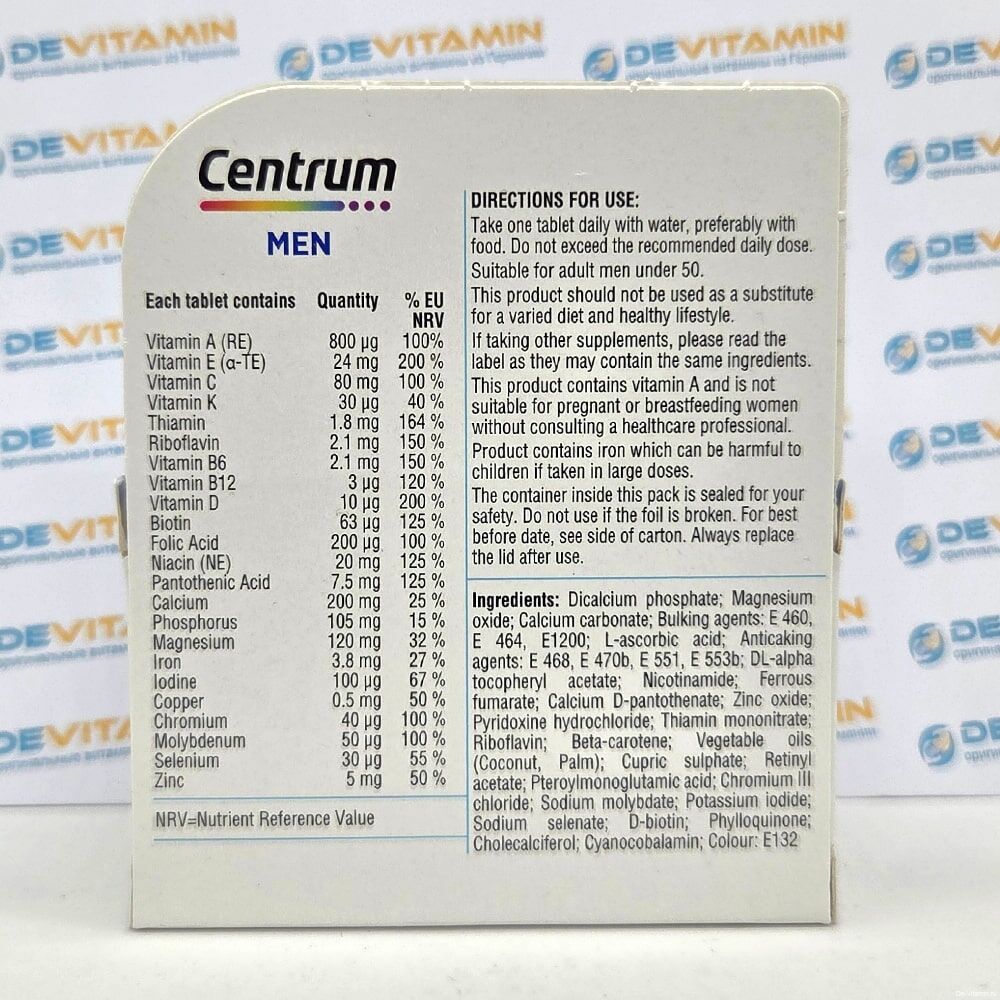 DEVITAMIN
оригинальные витамины из Германии
Centrum
MEN
Each tablet contains Quantity % EU NRV
Vitamin A (RE) 800 µg 100%
Vitamin E (α-TE) 24 mg 200 %
Vitamin C 80 mg 100 %
Vitamin K 30 µg 40 %
Thiamin 1.8 mg 164 %
Riboflavin 2.1 mg 150 %
Vitamin B6 2.1 mg 150 %
Vitamin B12 3 µg 120 %
Vitamin D 10 µg 200 %
Biotin 63 µg 125 %
Folic Acid 200 µg 100 %
Niacin (NE) 20 mg 125 %
Pantothenic Acid 7.5 mg 125 %
Calcium 200 mg 25 %
Phosphorus 105 mg 15 %
Magnesium 120 mg 32 %
Iron 3.8 mg 27 %
Iodine 100 µg 67 %
Copper 0.5 mg 50 %
Chromium 40 µg 100 %
Molybdenum 50 µg 100 %
Selenium 30 µg 55 %
Zinc 5 mg 50 %
NRV=Nutrient Reference Value
DIRECTIONS FOR USE:
Take one tablet daily with water, preferably with
food. Do not exceed the recommended daily dose.
Suitable for adult men under 50.
This product should not be used as a substitute
for a varied diet and healthy lifestyle.
If taking other supplements, please read the
label as they may contain the same ingredients.
This product contains vitamin A and is not
suitable for pregnant or breastfeeding women
without consulting a healthcare professional.
Product contains iron which can be harmful to
children if taken in large doses.
The container inside this pack is sealed for your
safety. Do not use if the foil is broken. For best
before date, see side of carton. Always replace
the lid after use.
Ingredients: Dicalcium phosphate; Magnesium
oxide; Calcium carbonate; Bulking agents: E 460,
E 464, E1200; L-ascorbic acid; Anticaking
agents: E 468, E 470b, E 551, E 553b; DL-alpha
tocopheryl acetate; Nicotinamide; Ferrous
fumarate; Calcium D-pantothenate; Zinc oxide;
Pyridoxine hydrochloride; Thiamin mononitrate;
Riboflavin; Beta-carotene; Vegetable oils
(Coconut, Palm); Cupric sulphate; Retinyl
acetate; Pteroylmonoglutamic acid; Chromium III
chloride; Sodium molybdate; Potassium iodide;
Sodium selenate; D-biotin; Phylloquinone;
Cholecalciferol; Cyanocobalamin; Colour: E132